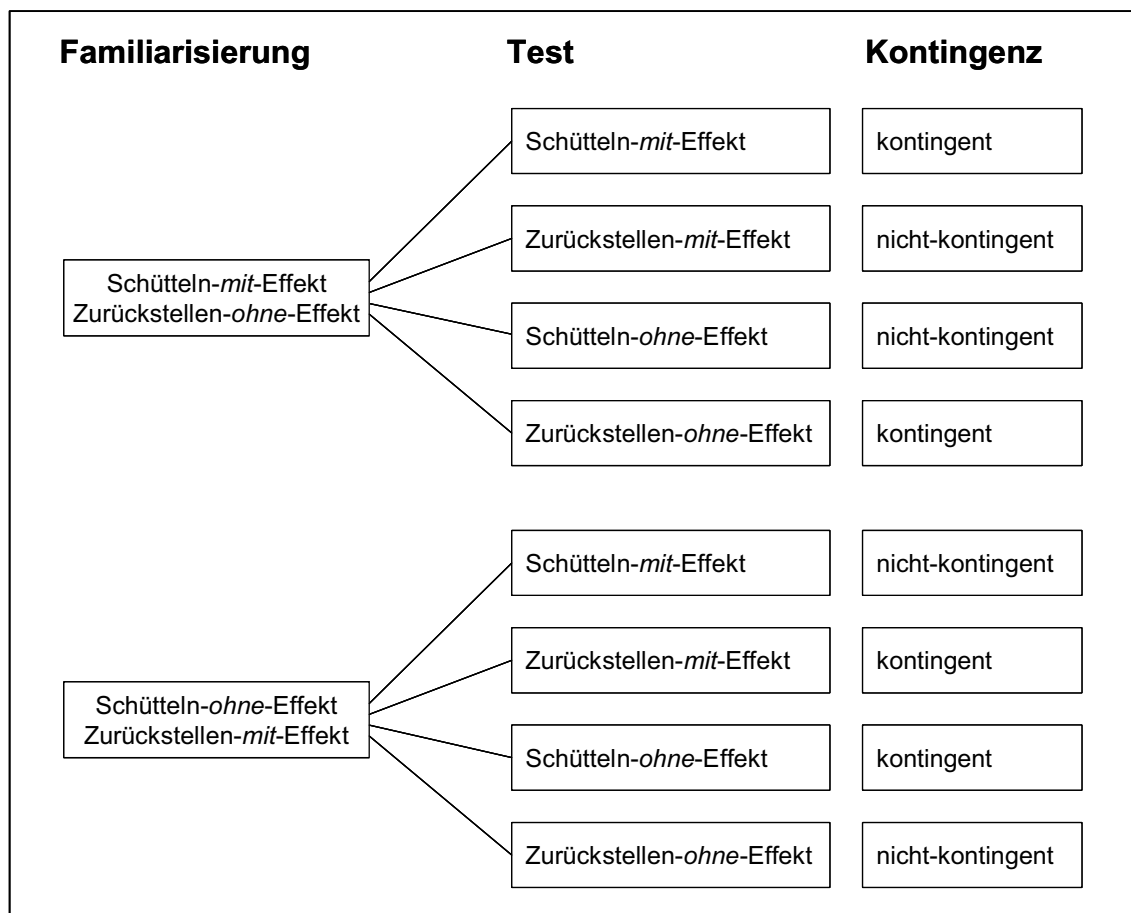 Familiarisierung Test Kontingenz
Schütteln-mit-Effekt kontingent
Zurückstellen-mit-Effekt nicht-kontingent
Schütteln-mit-Effekt
Zurückstellen-ohne-Effekt
Schütteln-ohne-Effekt nicht-kontingent
Zurückstellen-ohne-Effekt kontingent
Schütteln-mit-Effekt nicht-kontingent
Zurückstellen-mit-Effekt kontingent
Schütteln-ohne-Effekt
Zurückstellen-mit-Effekt
Schütteln-ohne-Effekt kontingent
Zurückstellen-ohne-Effekt nicht-kontingent